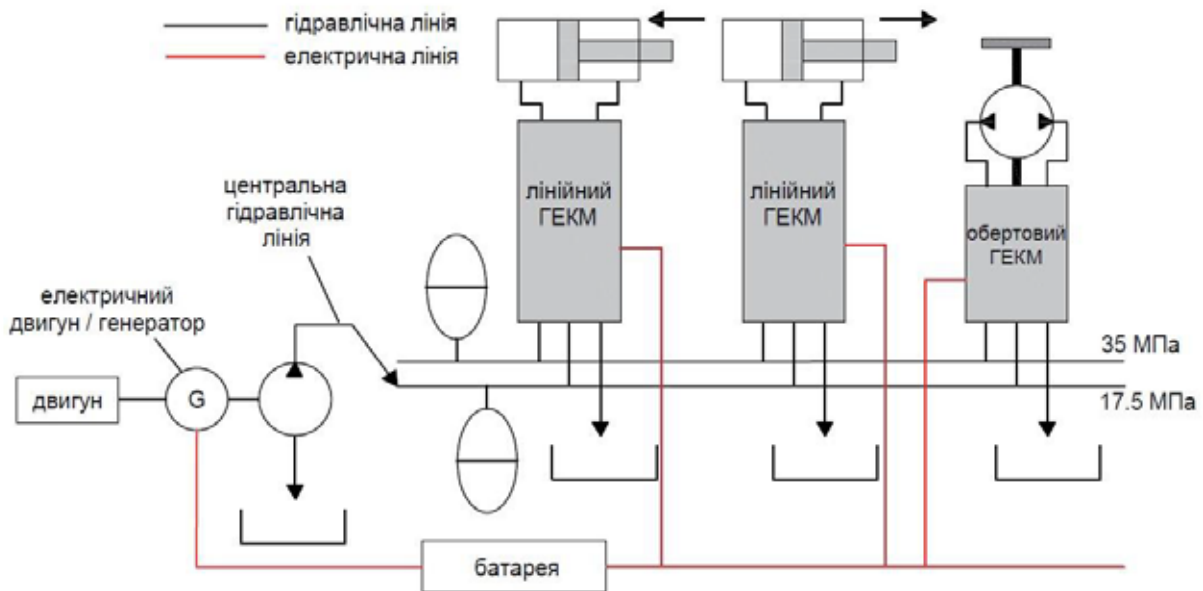 гідравлічна лінія
електрична лінія
центральна
гідравлічна
лінія
електричний
двигун / генератор
двигун
G
лінійний
ГЕКМ
лінійний
ГЕКМ
обертовий
ГЕКМ
35 МПа
17.5 МПа
батарея